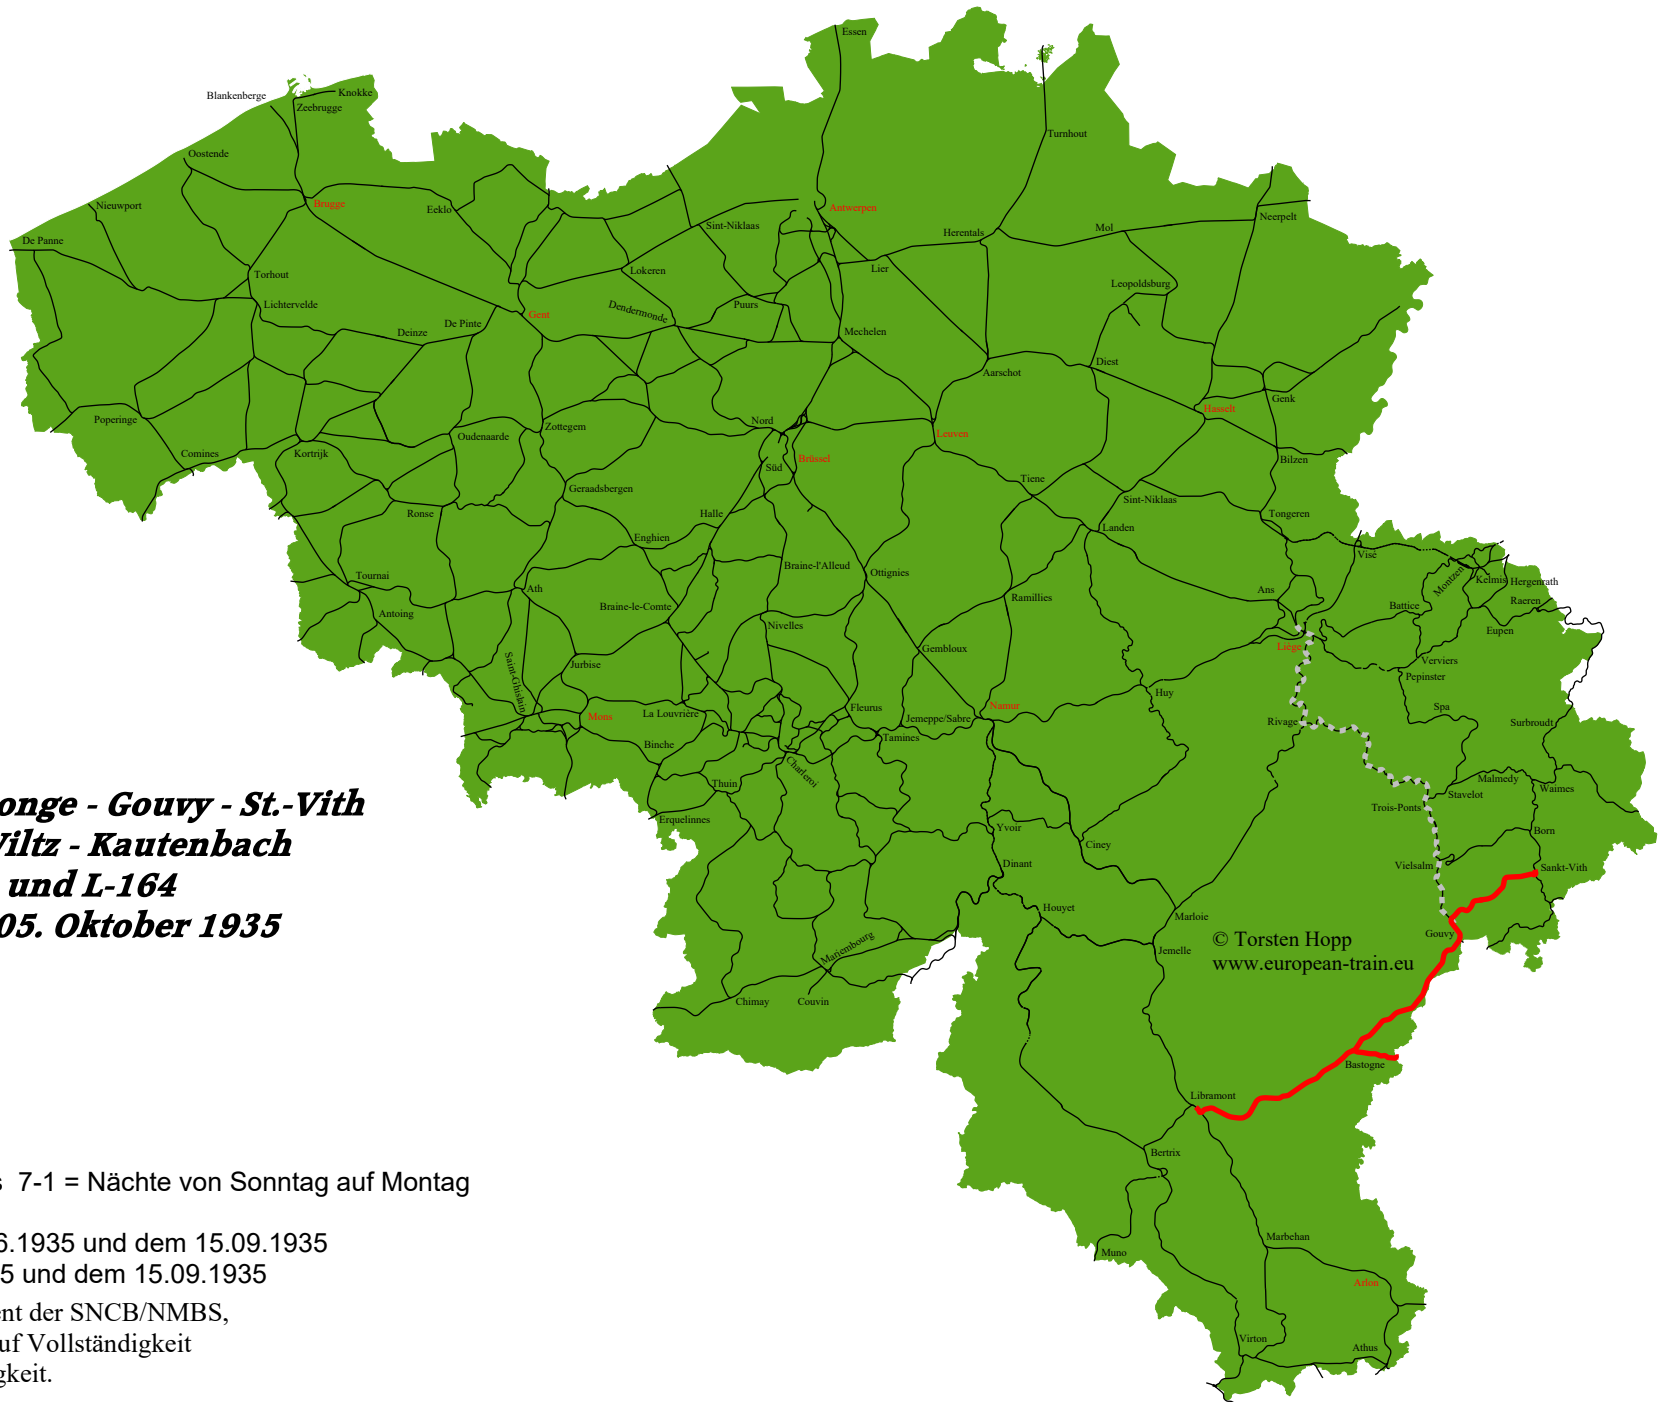 Essen
Knokke
Blankenberge
Zeebrugge
Turnhout
Oostende
Nieuwport
Brugge
Eeklo
Antwerpen
Neerpelt
Sint-Niklaas
Herentals
Mol
De Panne
Torhout
Lokeren
Lier
Leopoldsburg
Lichtervelde
Dendermonde
Puurs
Gent
De Pinte
Deinze
Mechelen
Diest
Aarschot
Genk
Hasselt
Poperinge
Nord
Zottegem
Oudenaarde
Leuven
Comines
Kortrijk
Brüssel
Bilzen
Süd
Tiene
Geraadsbergen
Sint-Niklaas
Ronse
Halle
Tongeren
Landen
Enghien
Visé
Braine-l'Alleud
Ottignies
Montzen
Tournai
Kelmis
Hergenrath
Ath
Ans
Ramillies
Raeren
Braine-le-Comte
Battice
Antoing
Nivelles
Eupen
Gembloux
Liège
Jurbise
Verviers
Saint-Ghislain
Pepinster
Huy
Fleurus
Namur
Spa
Mons
La Louvrière
Jemeppe/Sabre
Rivage
Surbroudt
Tamines
Binche
Charleroi
Thuin
Malmedy
Waimes
Stavelot
onge - Gouvy - St.-Vith
Trois-Ponts
Erquelinnes
Yvoir
Born
Viltz - Kautenbach
Ciney
Dinant
Vielsalm
Sankt-Vith
und L-164
Houyet
Marloie
05. Oktober 1935
Gouvy
Mariembourg
Jemelle
© Torsten Hopp
www.european-train.eu
Chimay
Couvin
Bastogne
Libramont
Bertrix
s 7-1 = Nächte von Sonntag auf Montag
Marbehan
6.1935 und dem 15.09.1935
Muno
5 und dem 15.09.1935
Arlon
ent der SNCB/NMBS,
Virton
uf Vollständigkeit
Athus
gkeit.